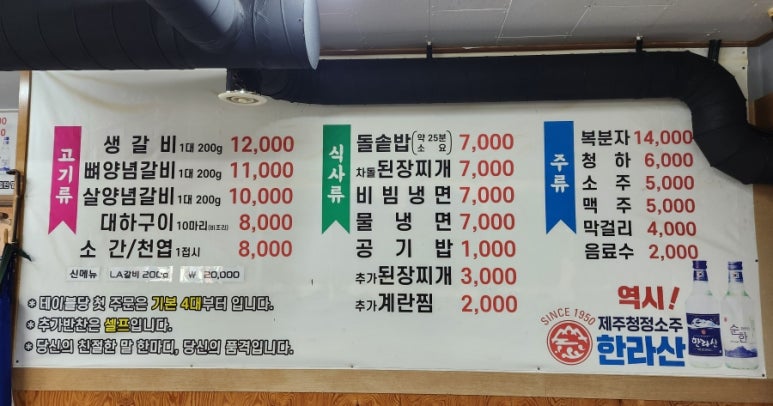 고기류
생갈비 1대 200g 12,000
뼈양념갈비 1대 200g 11,000
살양념갈비 1대 200g 10,000
대하구이 10마리(비조리) 8,000
소 간/천엽 1접시 8,000
신메뉴 LA갈비 200g ₩ 20,000
* 테이블당 첫 주문은 기본 4대부터 입니다.
* 추가반찬은 셀프입니다.
* 당신의 친절한 말 한마디, 당신의 품격입니다.
식사류
돌솥밥(약 25분 소요) 7,000
차돌된장찌개 7,000
비빔냉면 7,000
물냉면 7,000
공기밥 1,000
추가된장찌개 3,000
추가계란찜 2,000
주류
복분자 14,000
청하 6,000
소주 5,000
맥주 5,000
막걸리 4,000
음료수 2,000
역시!
SINCE 1950
제주청정소주
한라산
한라산
순한